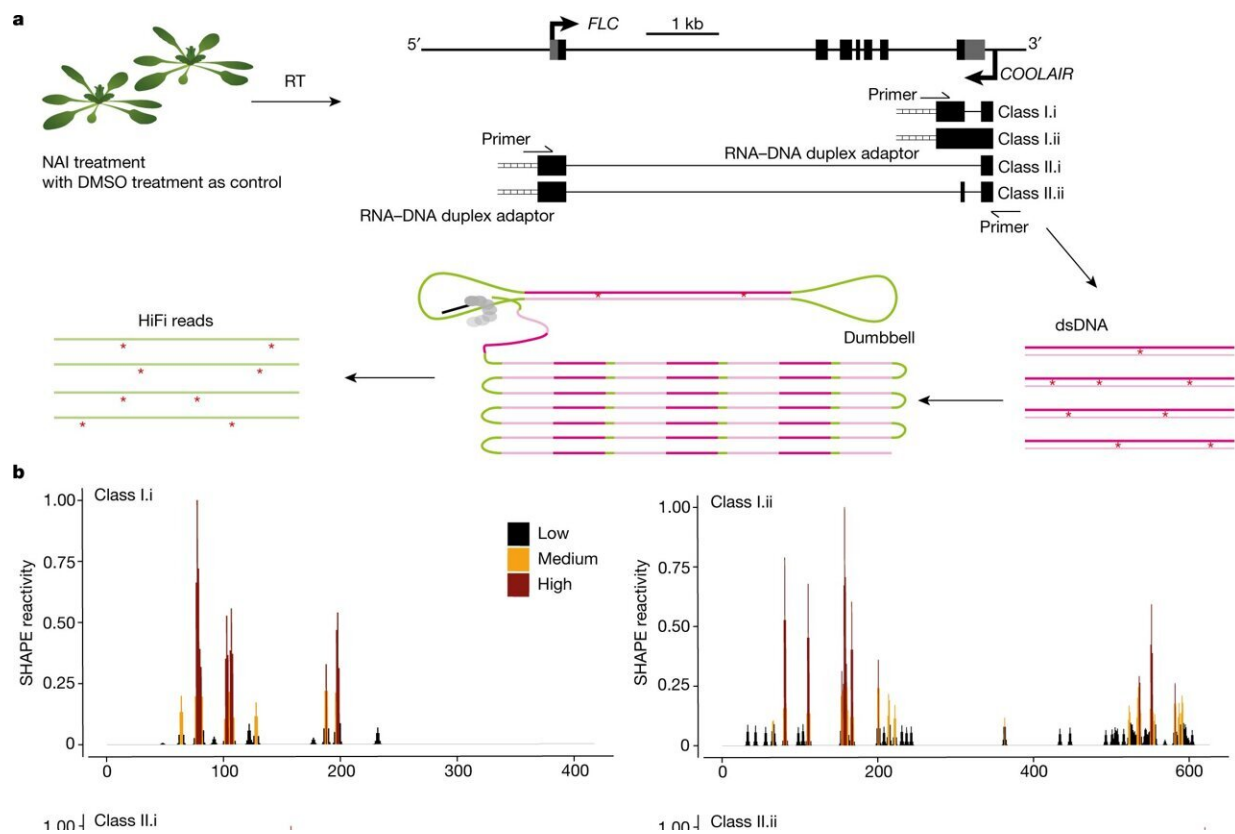 a
5′
FLC
1 kb
3′
COOLAIR
RT
NAI treatment
with DMSO treatment as control
Primer
Class I.i
Class I.ii
Primer
RNA–DNA duplex adaptor
Class II.i
Class II.ii
RNA–DNA duplex adaptor
Primer
HiFi reads
* *
* *
* *
* *
Dumbbell
* *
dsDNA
*
* * *
* *
* *
b
Class I.i
SHAPE reactivity
1.00
0.75
0.50
0.25
0
0 100 200 300 400
Low
Medium
High
Class I.ii
SHAPE reactivity
1.00
0.75
0.50
0.25
0
0 200 400 600
Class II.i
1.00
Class II.ii
1.00